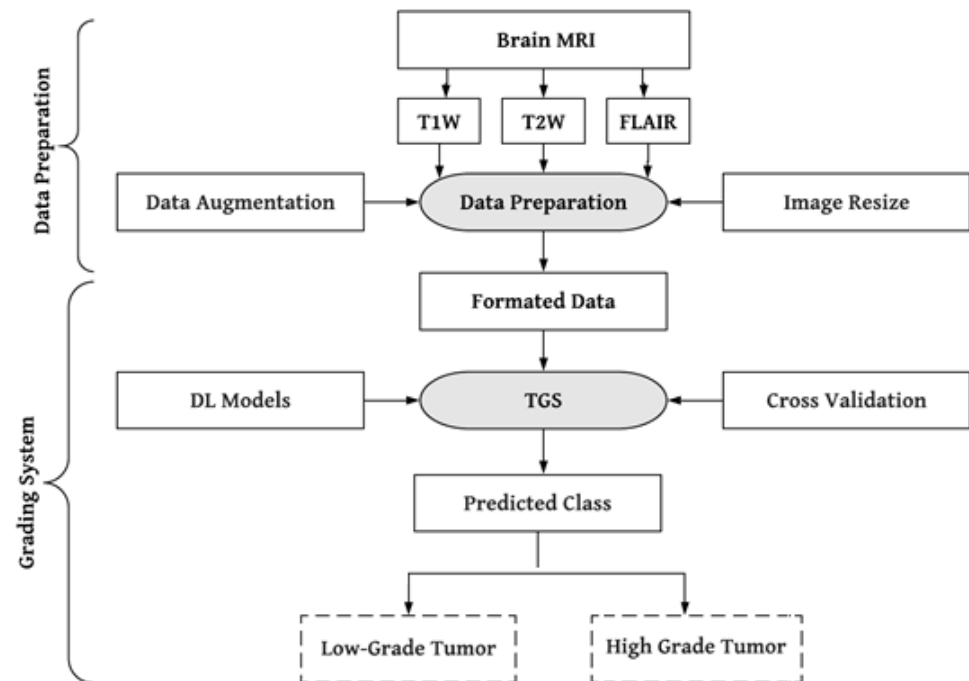 Brain MRI
T1W
T2W
FLAIR
Data Preparation
Data Augmentation
Data Preparation
Image Resize
Formated Data
DL Models
TGS
Cross Validation
Grading System
Predicted Class
Low-Grade Tumor
High Grade Tumor